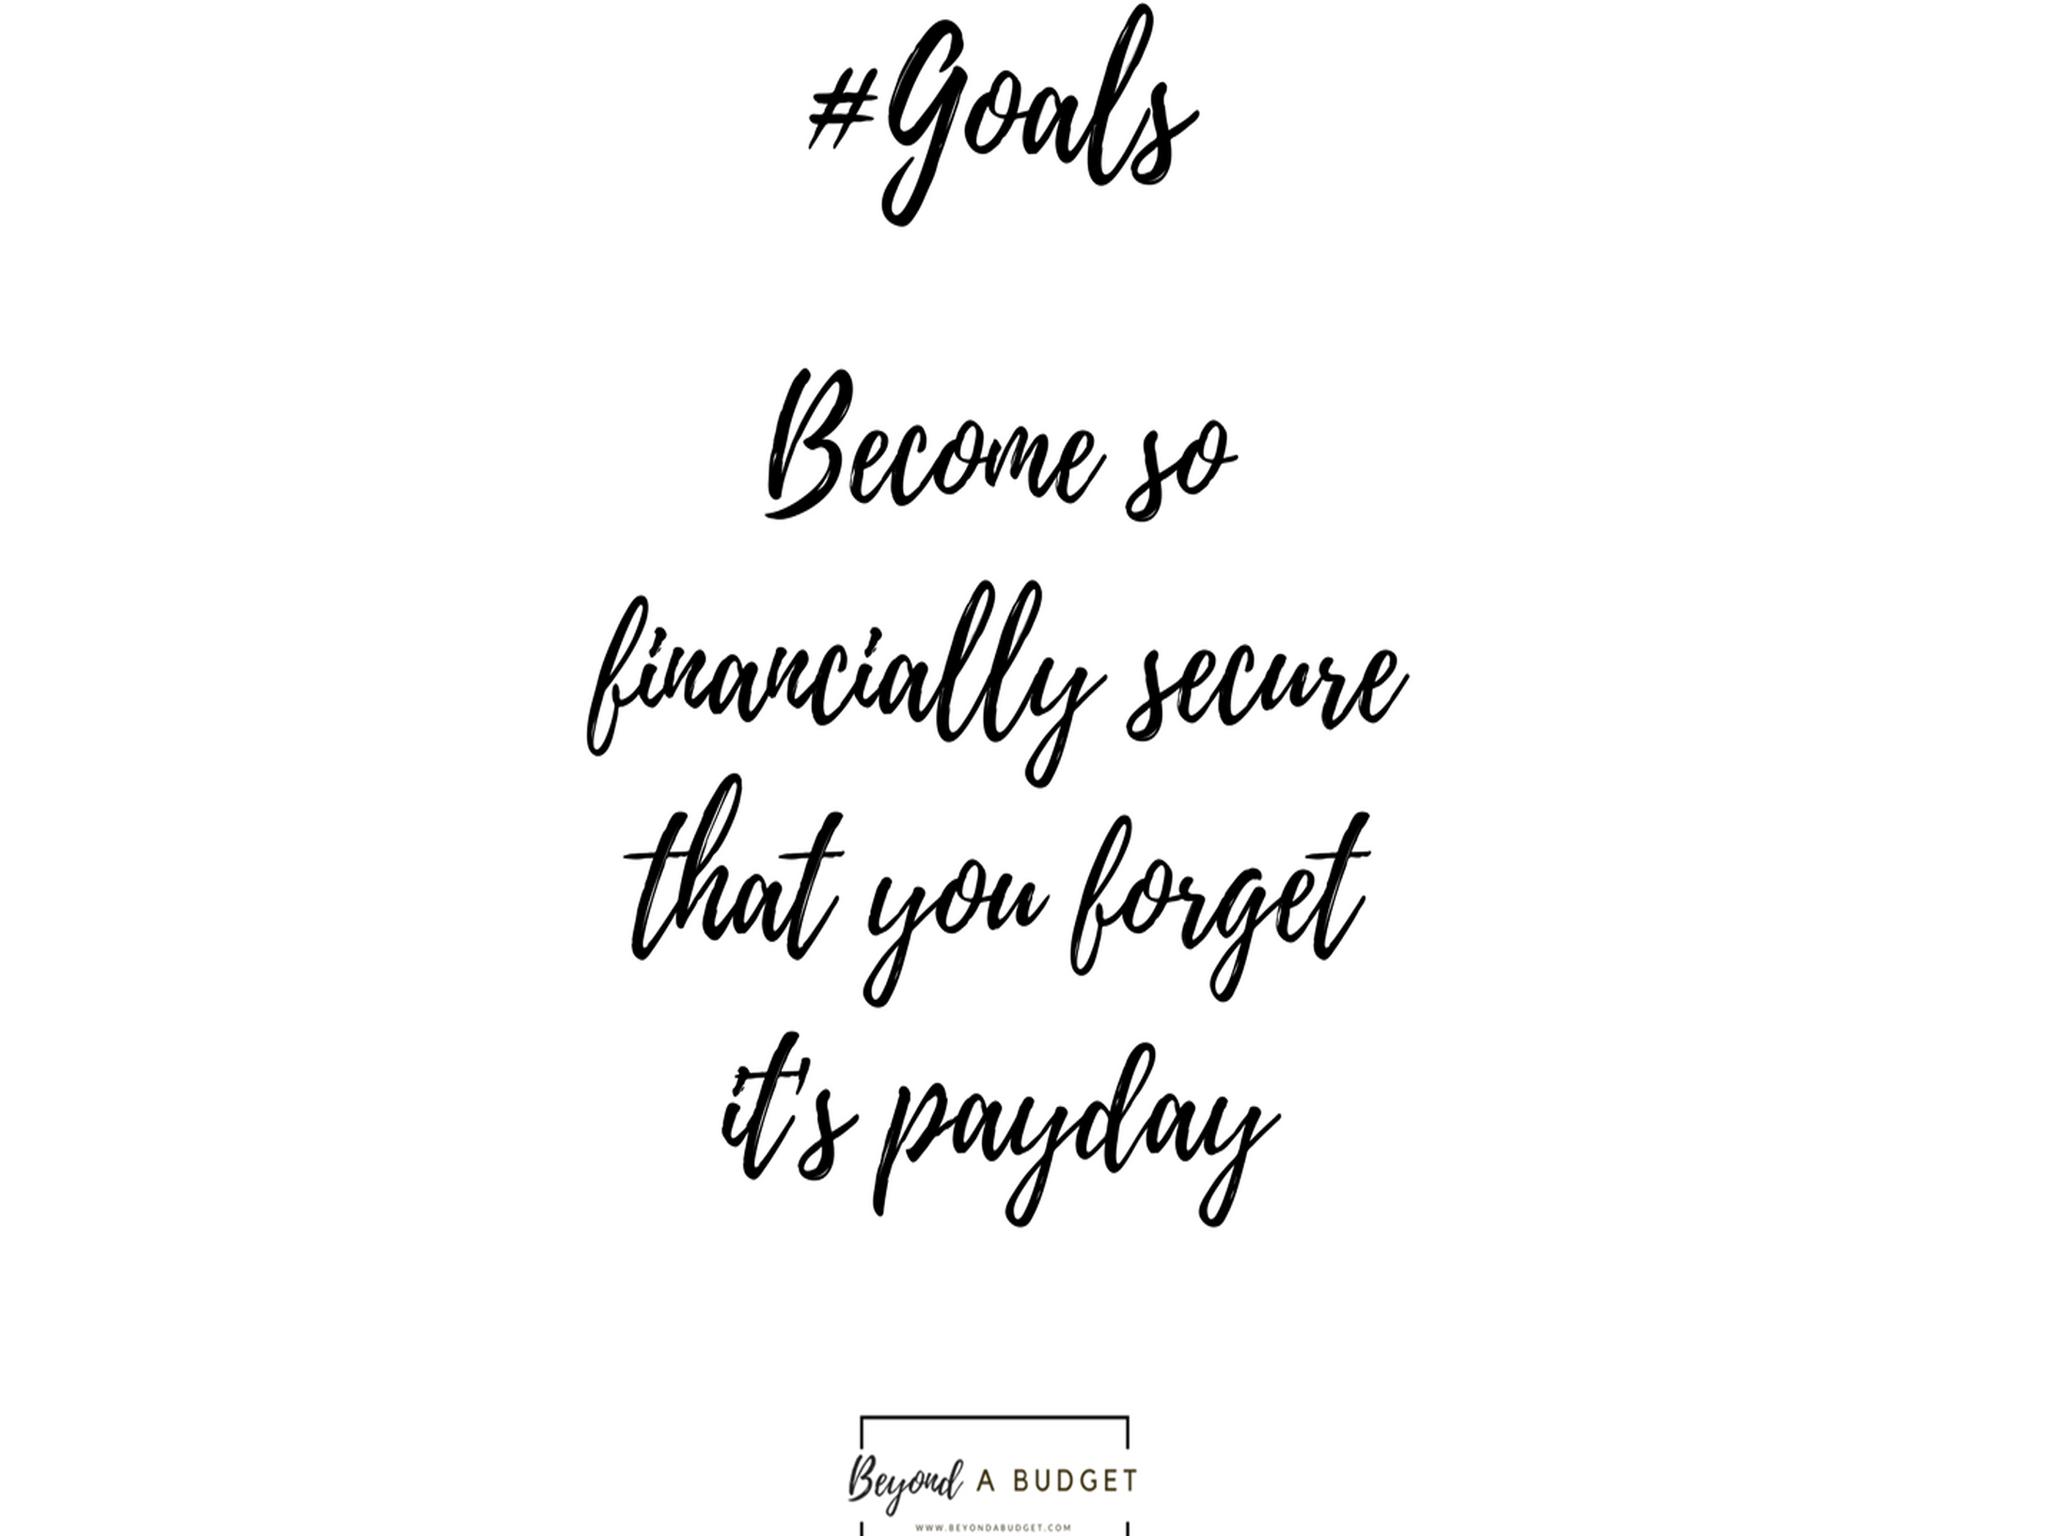 #Goals
Become so
financially secure
that you forget
it's payday
Beyond A BUDGET
WWW.BEYONDABUDGET.COM